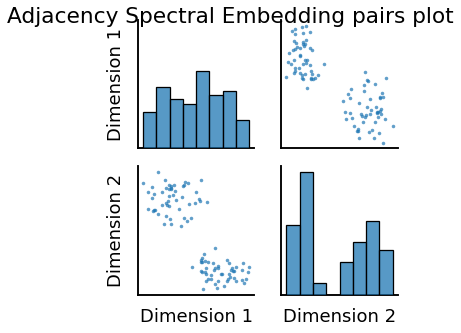 Adjacency Spectral Embedding pairs plot
Dimension 1
Dimension 2
Dimension 1
Dimension 2